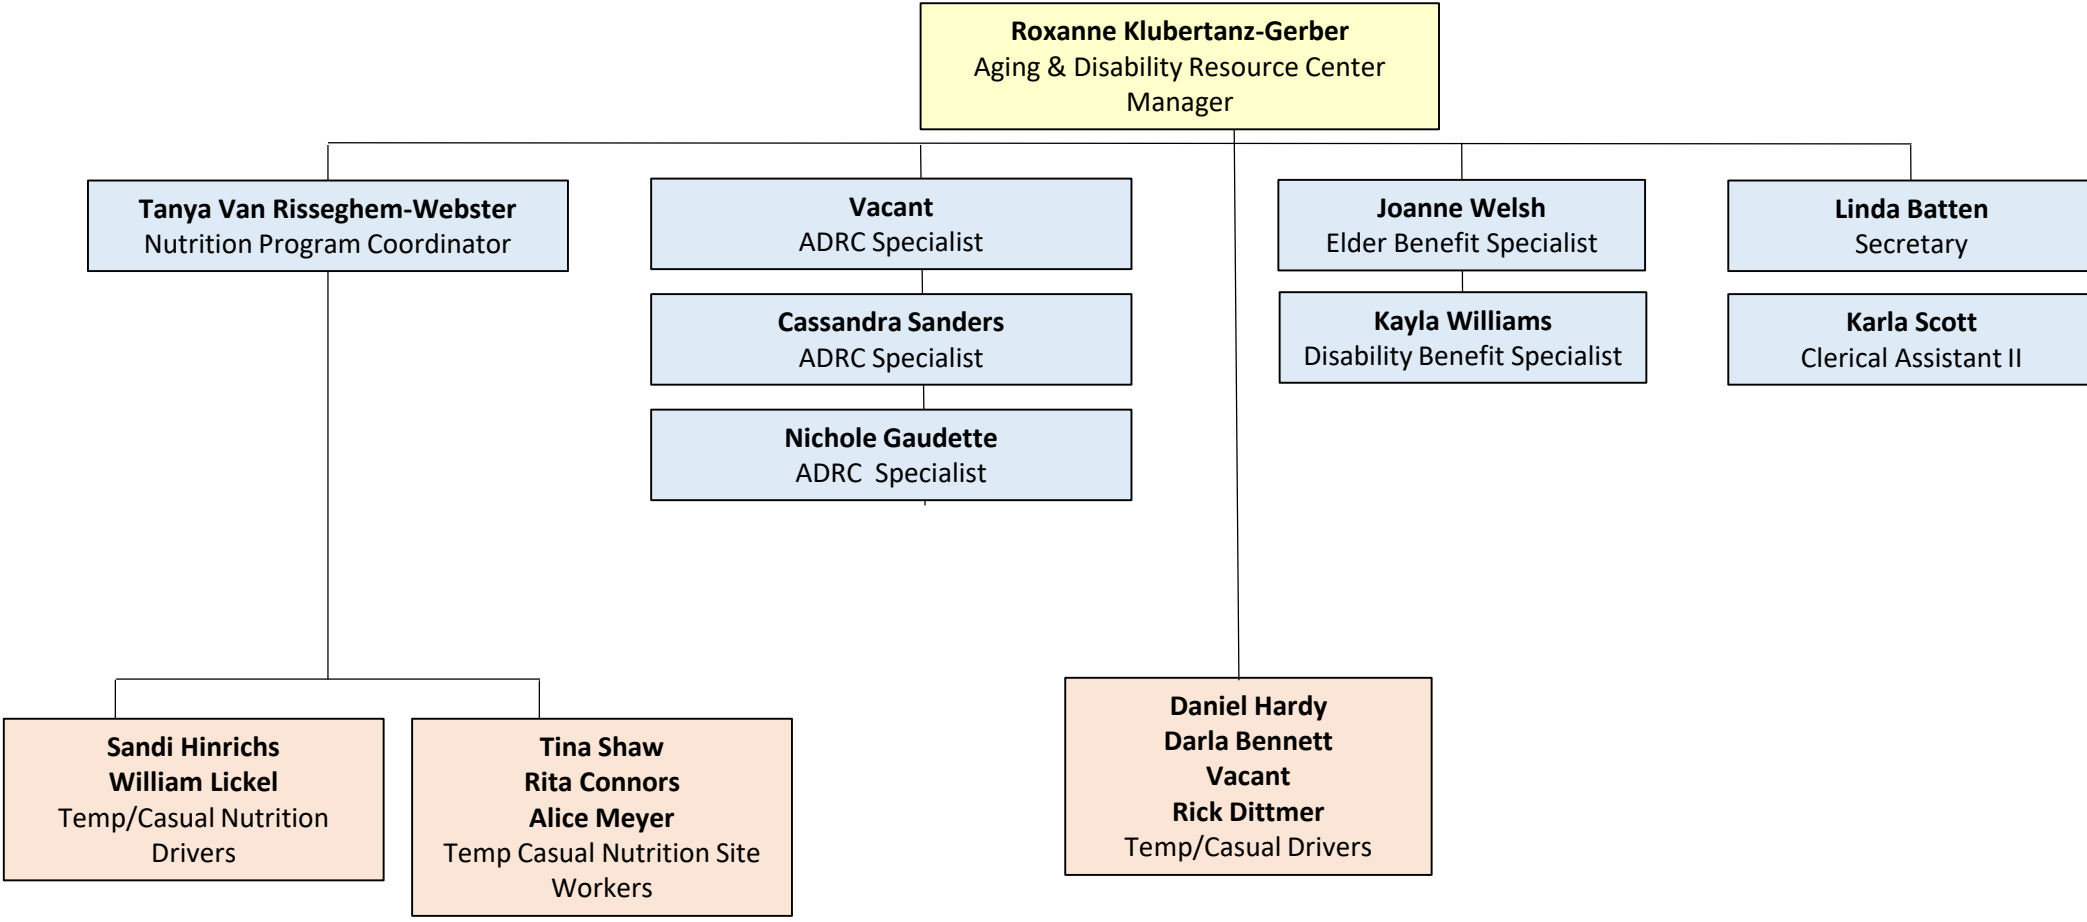 Roxanne Klubertanz-Gerber
Aging & Disability Resource Center
Manager
Tanya Van Risseghem-Webster
Nutrition Program Coordinator
Vacant
ADRC Specialist
Cassandra Sanders
ADRC Specialist
Nichole Gaudette
ADRC  Specialist
Joanne Welsh
Elder Benefit Specialist
Kayla Williams
Disability Benefit Specialist
Linda Batten
Secretary
Karla Scott
Clerical Assistant II
Sandi Hinrichs
William Lickel
Temp/Casual Nutrition
Drivers
Tina Shaw
Rita Connors
Alice Meyer
Temp Casual Nutrition Site
Workers
Daniel Hardy
Darla Bennett
Vacant
Rick Dittmer
Temp/Casual Drivers